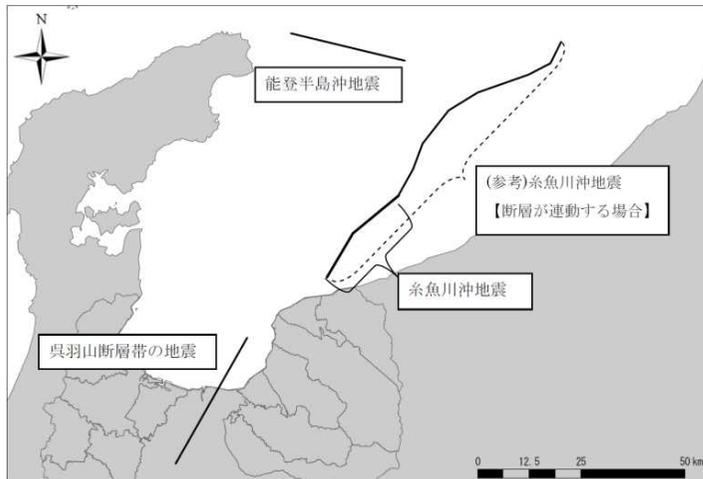 N
能登半島沖地震
(参考)糸魚川沖地震
【断層が連動する場合】
糸魚川沖地震
呉羽山断層帯の地震
0 12.5 25 50 km